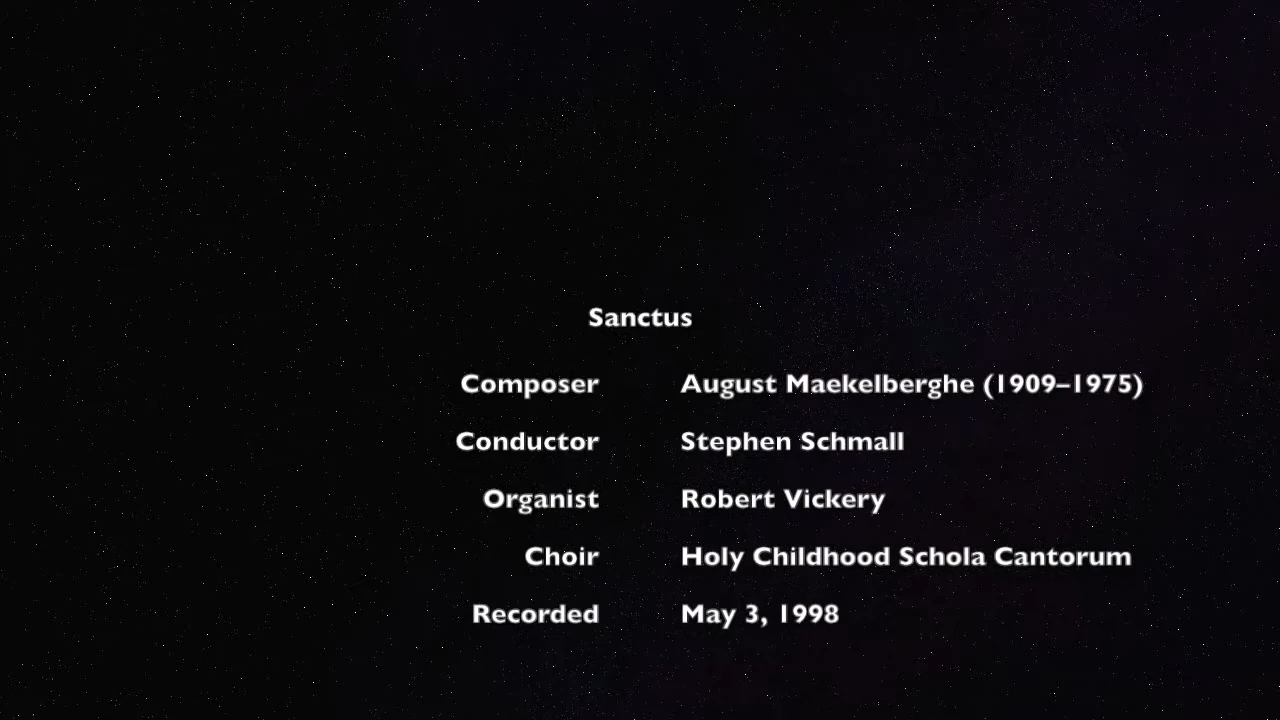 Sanctus
Composer August Maekelberghe (1909–1975)
Conductor Stephen Schmall
Organist Robert Vickery
Choir Holy Childhood Schola Cantorum
Recorded May 3, 1998